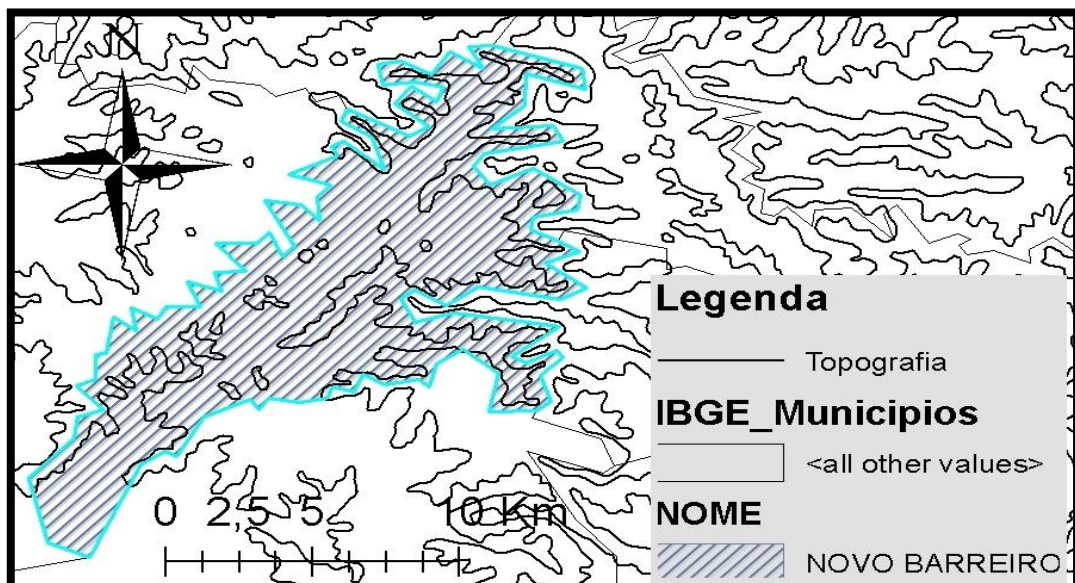 N
Legenda
Topografia
IBGE_Municipios
<all other values>
NOME
NOVO BARREIRO
0 2,5 5 10 Km